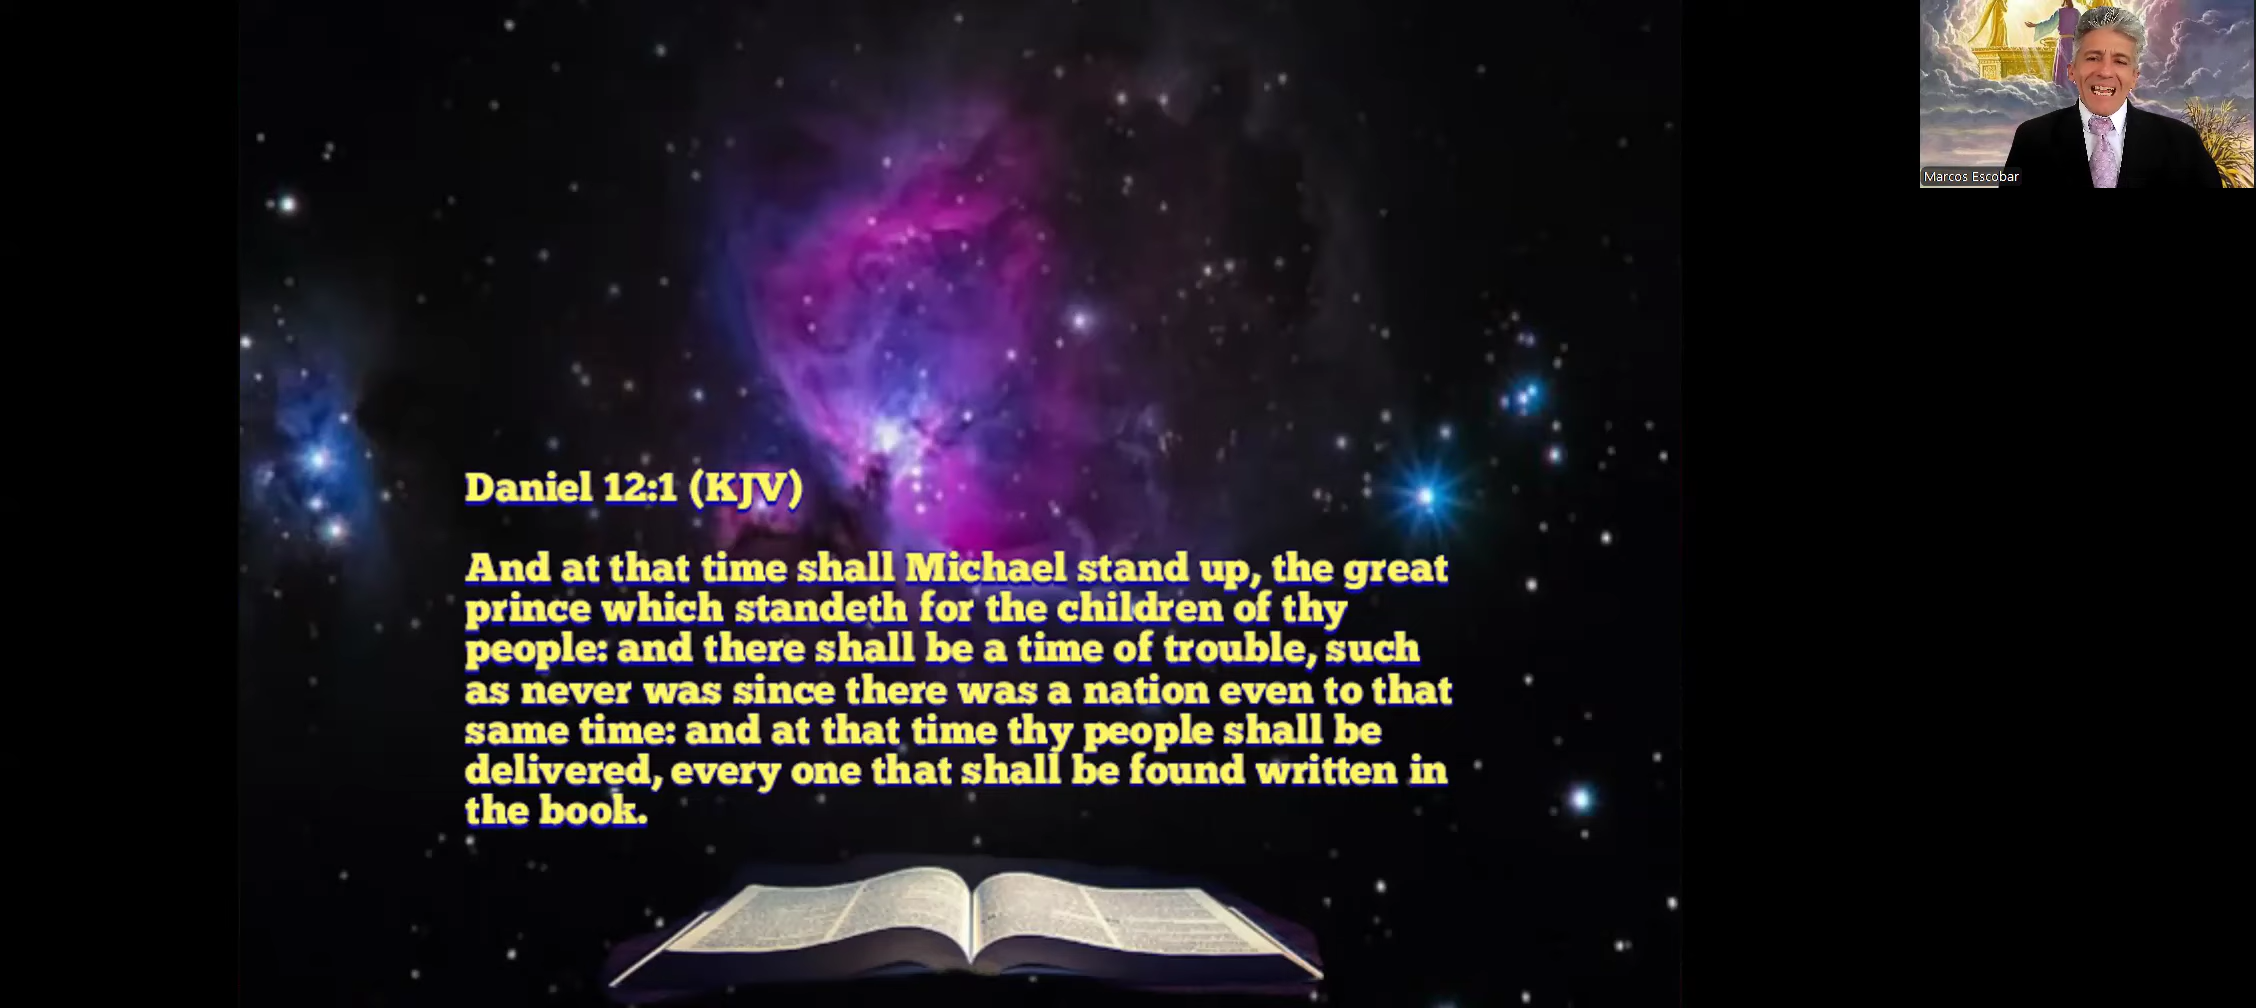 Marcos Escobar
Daniel 12:1 (KJV)
And at that time shall Michael stand up, the great
prince which standeth for the children of thy
people: and there shall be a time of trouble, such
as never was since there was a nation even to that
same time: and at that time thy people shall be
delivered, every one that shall be found written in
the book.